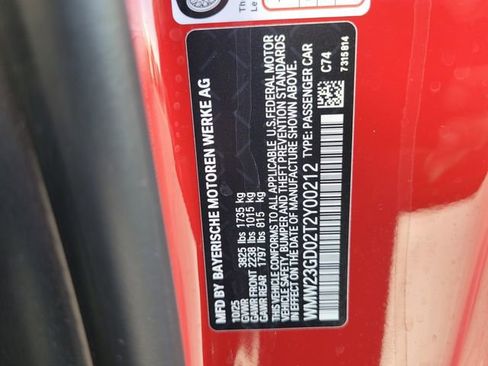 MFD BY BAYERISCHE MOTOREN WERKE AG
10/25
GVWR 3825 lbs 1735 kg
GAWR FRONT 2238 lbs 1015 kg
GAWR REAR 1797 lbs 815 kg
THIS VEHICLE CONFORMS TO ALL APPLICABLE U.S.FEDERAL MOTOR
VEHICLE SAFETY, BUMPER AND THEFT PREVENTION STANDARDS
IN EFFECT ON THE DATE OF MANUFACTURE SHOWN ABOVE.
WMW23GD02T2Y00212 TYPE: PASSENGER CAR
C74
7315814